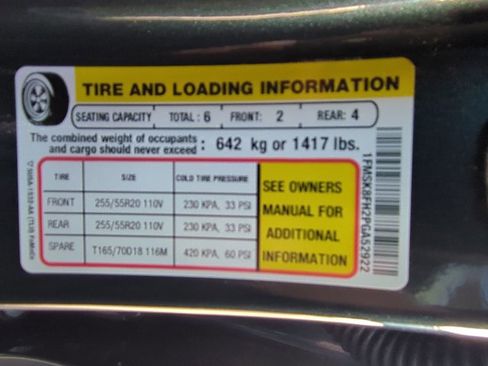 TIRE AND LOADING INFORMATION
SEATING CAPACITY TOTAL: 6 FRONT: 2 REAR: 4
The combined weight of occupants
and cargo should never exceed : 642 kg or 1417 lbs.
TIRE SIZE COLD TIRE PRESSURE
FRONT 255/55R20 110V 230 KPA, 33 PSI
REAR 255/55R20 110V 230 KPA, 33 PSI
SPARE T165/70D18 116M 420 KPA, 60 PSI
SEE OWNERS
MANUAL FOR
ADDITIONAL
INFORMATION
1FMSK8FH2PGA52922